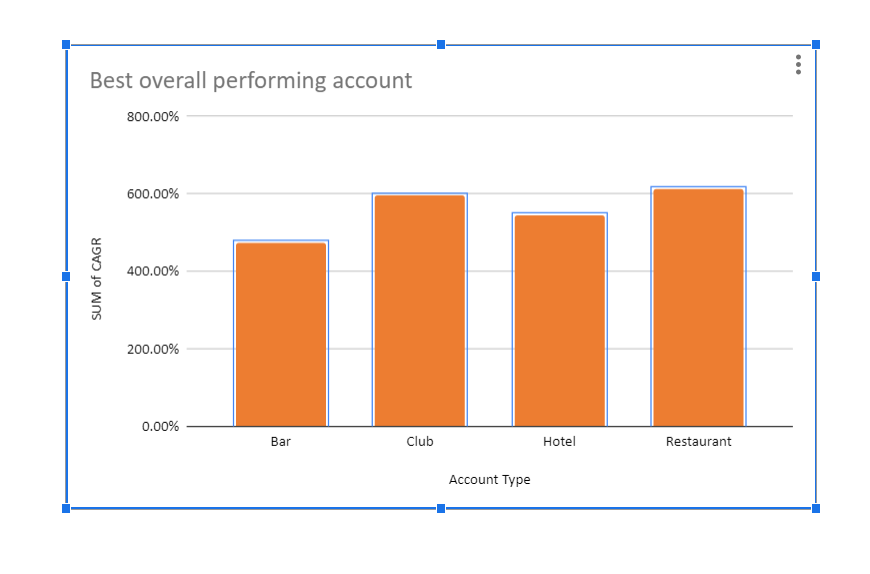 Best overall performing account
800.00%
600.00%
400.00%
200.00%
0.00%
SUM of CAGR
Bar
Club
Hotel
Restaurant
Account Type